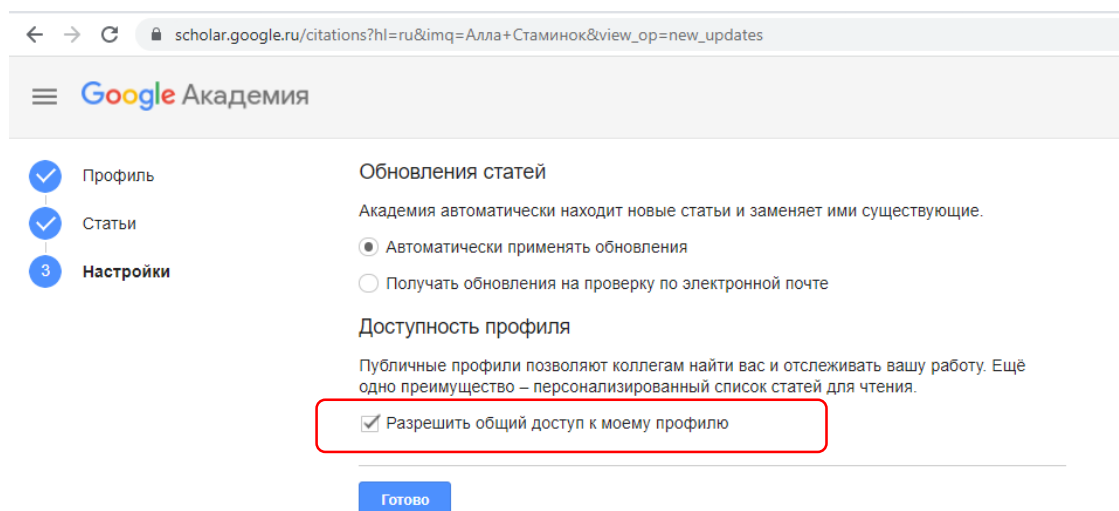 scholar.google.ru/citations?hl=ru&imq=Алла+Стаминок&view_op=new_updates
Google Академия
Профиль
Статьи
3 Настройки
Обновления статей
Академия автоматически находит новые статьи и заменяет ими существующие.
Автоматически применять обновления
Получать обновления на проверку по электронной почте
Доступность профиля
Публичные профили позволяют коллегам найти вас и отслеживать вашу работу. Ещё
одно преимущество – персонализированный список статей для чтения.
Разрешить общий доступ к моему профилю
Готово